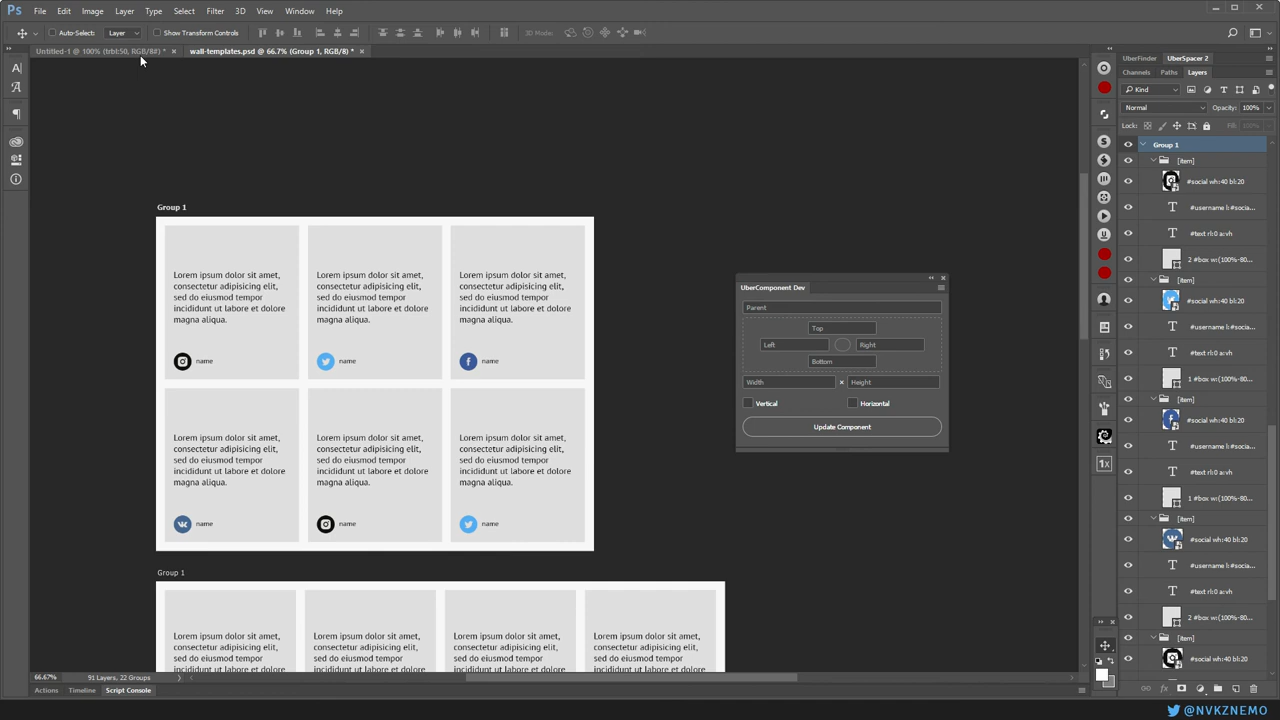 Ps File Edit Image Layer Type Select Filter 3D View Window Help
Auto-Select: Layer Show Transform Controls 3D Mode:
Untitled-1 @ 100% (trbl:50, RGB/8#) * × wall-templates.psd @ 66.7% (Group 1, RGB/8) * ×
UberFinder UberSpacer 2
Channels Paths Layers
Kind
Normal Opacity: 100%
Lock: Fill: 100%
Group 1
[item]
#social wh:40 bl:20
#username l:#socia...
#text rl:0 a:vh
2 #box w:(100%-80...
[item]
#social wh:40 bl:20
#username l:#socia...
#text rl:0 a:vh
1 #box w:(100%-80...
[item]
#social wh:40 bl:20
#username l:#socia...
#text rl:0 a:vh
1 #box w:(100%-80...
[item]
#social wh:40 bl:20
#username l:#socia...
#text rl:0 a:vh
2 #box w:(100%-80...
[item]
#social wh:40 bl:20
Group 1
Lorem ipsum dolor sit amet,
consectetur adipisicing elit,
sed do eiusmod tempor
incididunt ut labore et dolore
magna aliqua.
name
Lorem ipsum dolor sit amet,
consectetur adipisicing elit,
sed do eiusmod tempor
incididunt ut labore et dolore
magna aliqua.
name
Lorem ipsum dolor sit amet,
consectetur adipisicing elit,
sed do eiusmod tempor
incididunt ut labore et dolore
magna aliqua.
name
Lorem ipsum dolor sit amet,
consectetur adipisicing elit,
sed do eiusmod tempor
incididunt ut labore et dolore
magna aliqua.
name
Lorem ipsum dolor sit amet,
consectetur adipisicing elit,
sed do eiusmod tempor
incididunt ut labore et dolore
magna aliqua.
name
Lorem ipsum dolor sit amet,
consectetur adipisicing elit,
sed do eiusmod tempor
incididunt ut labore et dolore
magna aliqua.
name
UberComponent Dev
Parent
Top
Left Right
Bottom
Width × Height
Vertical Horizontal
Update Component
Group 1
Lorem ipsum dolor sit amet,
consectetur adipisicing elit,
sed do eiusmod tempor
incididunt ut labore et dolore
Lorem ipsum dolor sit amet,
consectetur adipisicing elit,
sed do eiusmod tempor
incididunt ut labore et dolore
Lorem ipsum dolor sit amet,
consectetur adipisicing elit,
sed do eiusmod tempor
incididunt ut labore et dolore
Lorem ipsum dolor sit amet,
consectetur adipisicing elit,
sed do eiusmod tempor
incididunt ut labore et dolore
1x
66.67% 91 Layers, 22 Groups
Actions Timeline Script Console
fx
@NVKZNEMO